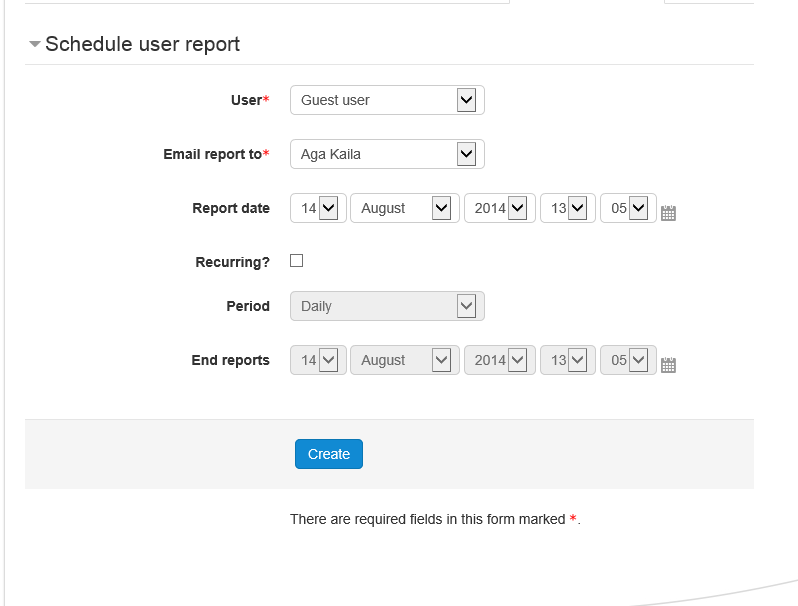 Schedule user report
User* Guest user
Email report to* Aga Kaila
Report date 14 August 2014 13 05
Recurring?
Period Daily
End reports 14 August 2014 13 05
Create
There are required fields in this form marked *.